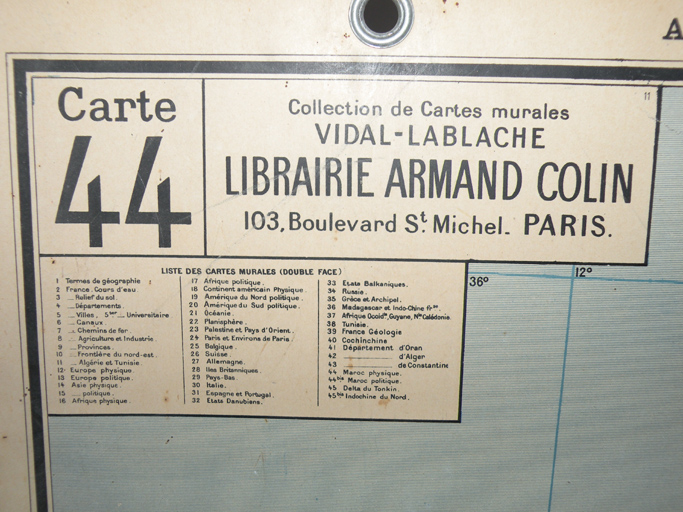 A
11
Carte
44
Collection de Cartes murales
VIDAL-LABLACHE
LIBRAIRIE ARMAND COLIN
103, Boulevard St Michel_ PARIS.
LISTE DES CARTES MURALES (DOUBLE FACE)
1 Termes de géographie
2 France. Cours d'eau
3 _ Relief du sol.
4 _ Départements.
5 _ Villes. 5bis _ Universitaire
6 _ Canaux.
7 _ Chemins de fer.
8 _ Agriculture et Industrie
9 _ Provinces.
10 _ Frontière du nord-est.
11 _ Algérie et Tunisie.
12 Europe physique.
13 Europe politique.
14 Asie physique.
15 _ politique.
16 Afrique physique.
17 Afrique politique.
18 Continent américain Physique.
19 Amérique du Nord politique.
20 Amérique du Sud politique.
21 Océanie.
22 Planisphère.
23 Palestine et Pays d'Orient.
24 Paris et Environs de Paris.
25 Belgique.
26 Suisse.
27 Allemagne.
28 Iles Britanniques.
29 Pays-Bas
30 Italie.
31 Espagne et Portugal.
32 Etats Danubiens.
33 Etats Balkaniques.
34 Russie.
35 Grèce et Archipel.
36 Madagascar et Indo-Chine frse.
37 Afrique Occidle, Guyane, Nlle Calédonie.
38 Tunisie.
39 France Géologie
40 Cochinchine
41 Département d'Oran
42 _ d'Alger
43 _ de Constantine
44 Maroc physique.
44bis Maroc politique.
45 Delta du Tonkin.
45bis Indochine du Nord.
36°
12°